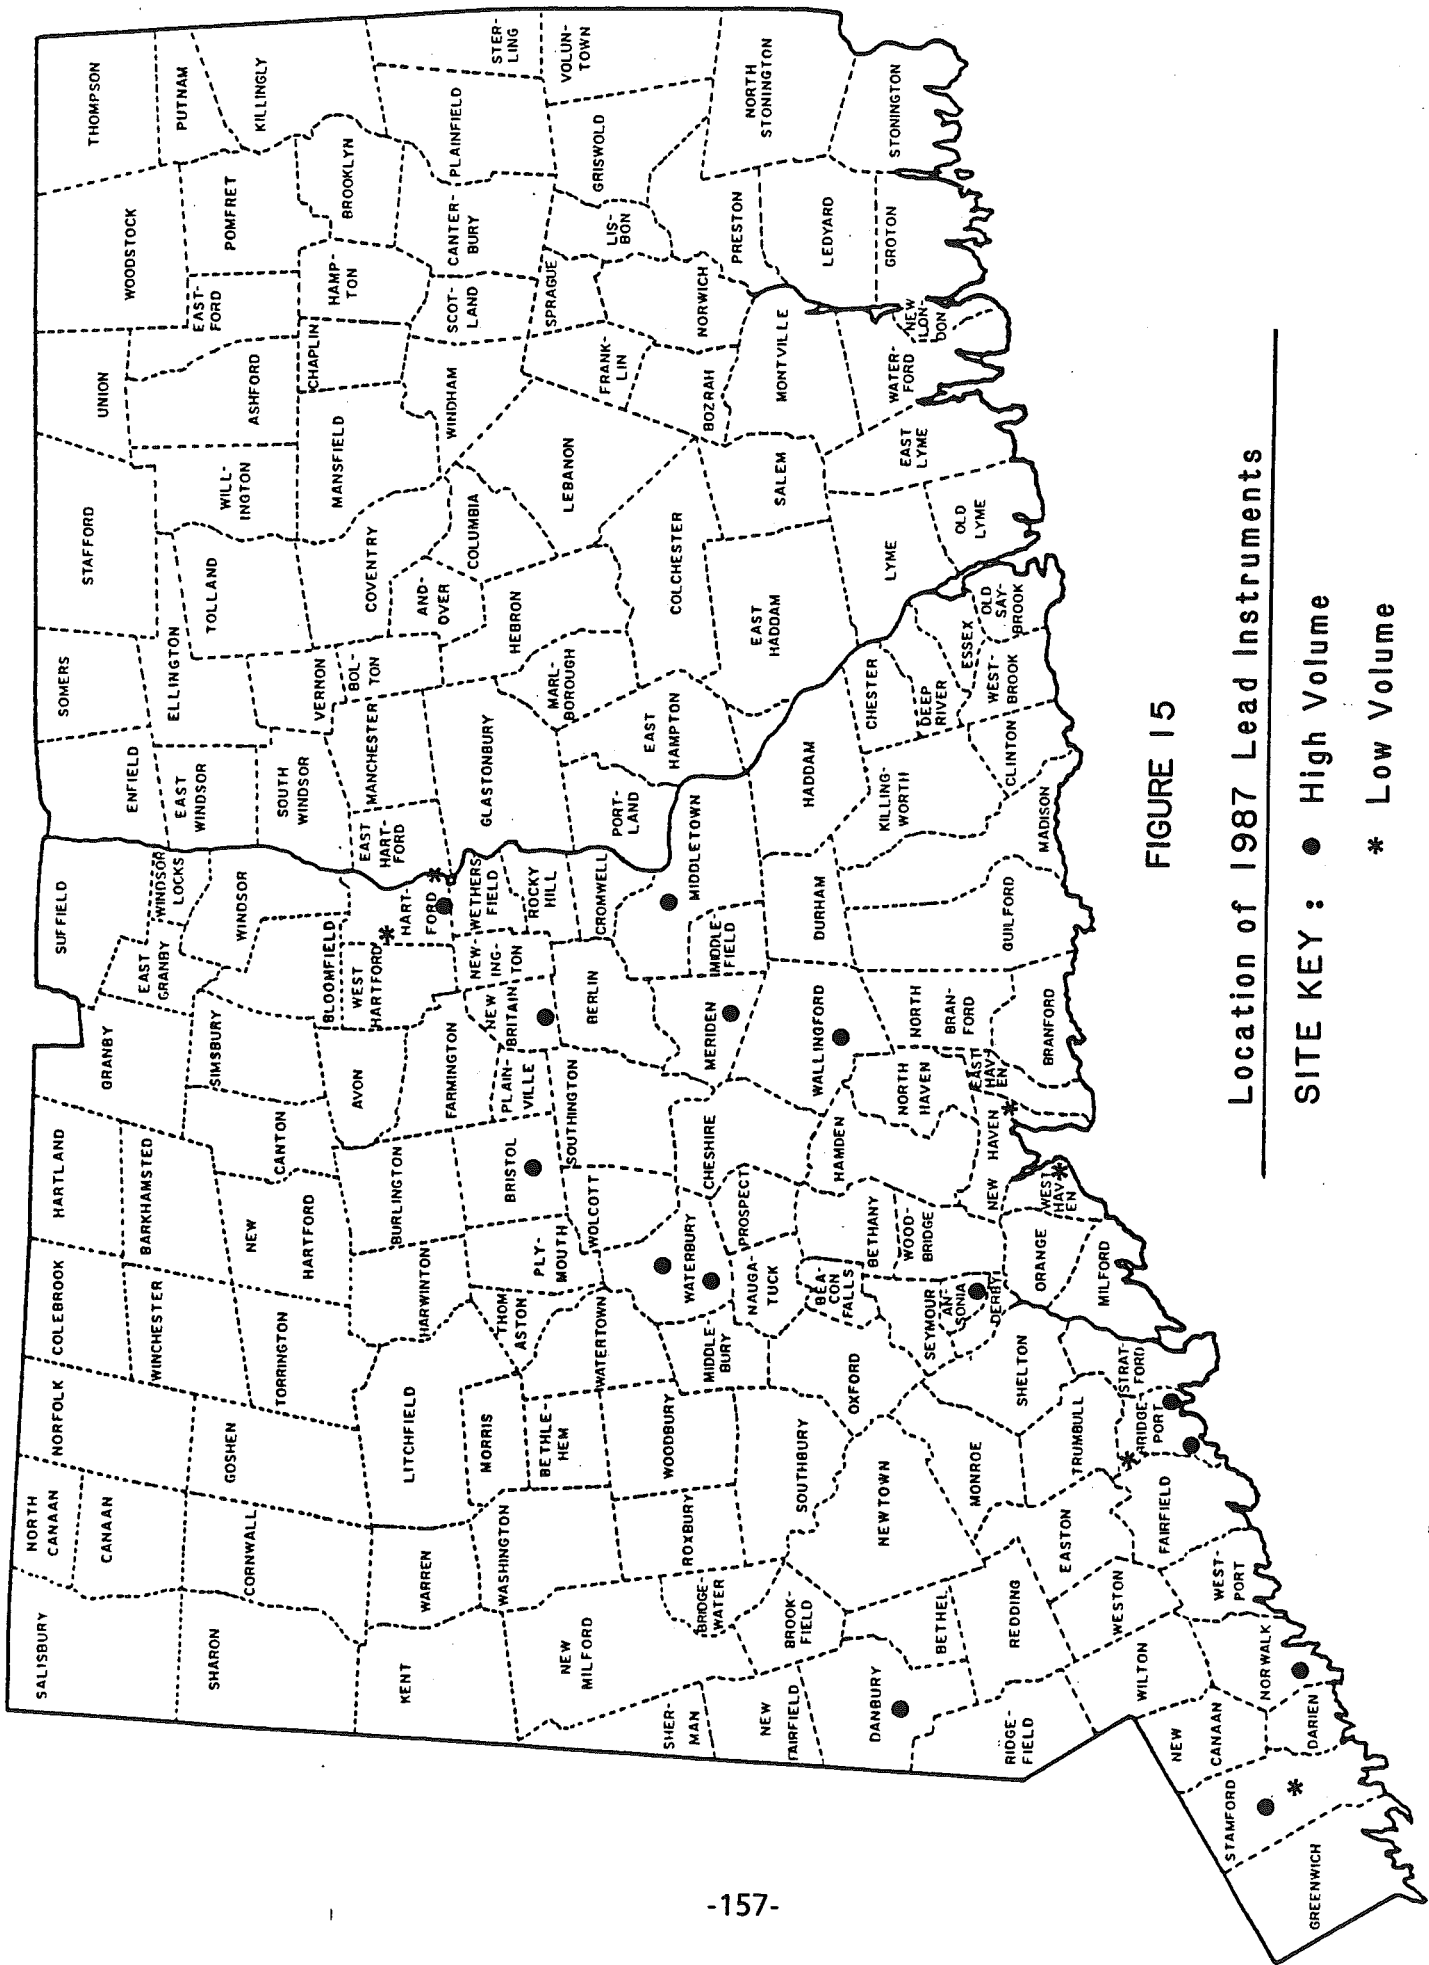 FIGURE 15
Location of 1987 Lead Instruments
SITE KEY : ● High Volume
* Low Volume
SALISBURY
NORTH
CANAAN
CANAAN
NORFOLK
COLEBROOK
HARTLAND
GRANBY
SUFFIELD
ENFIELD
SOMERS
STAFFORD
UNION
WOODSTOCK
THOMPSON
SHARON
CORNWALL
GOSHEN
WINCHESTER
BARKHAMSTED
EAST
GRANBY
WINDSOR
LOCKS
EAST
WINDSOR
ELLINGTON
TOLLAND
WILL-
INGTON
ASHFORD
EAST-
FORD
POMFRET
PUTNAM
KILLINGLY
TORRINGTON
NEW
HARTFORD
CANTON
SIMSBURY
BLOOMFIELD
WINDSOR
SOUTH
WINDSOR
VERNON
KENT
WARREN
LITCHFIELD
HARWINTON
BURLINGTON
AVON
WEST
HARTFORD
HART-
FORD
EAST
HART-
FORD
MANCHESTER
BOL-
TON
COVENTRY
AND-
OVER
MANSFIELD
CHAPLIN
HAMP-
TON
BROOKLYN
NEW
MILFORD
WASHINGTON
MORRIS
BETHLE-
HEM
THOM
ASTON
PLY-
MOUTH
BRISTOL
FARMINGTON
PLAIN-
VILLE
NEW
BRITAIN
NEW-
ING-
TON
WETHERS
FIELD
ROCKY
HILL
GLASTONBURY
HEBRON
COLUMBIA
WINDHAM
SCOT-
LAND
CANTER-
BURY
PLAINFIELD
STER-
LING
SHER-
MAN
NEW
FAIRFIELD
BRIDGE-
WATER
ROXBURY
WOODBURY
WATERTOWN
MIDDLE-
BURY
WATERBURY
WOLCOTT
SOUTHINGTON
BERLIN
CROMWELL
PORT-
LAND
MARL-
BOROUGH
EAST
HAMPTON
COLCHESTER
LEBANON
FRANK-
LIN
SPRAGUE
LIS-
BON
GRISWOLD
VOLUN-
TOWN
DANBURY
BROOK-
FIELD
SOUTHBURY
OXFORD
NAUGA-
TUCK
PROSPECT
CHESHIRE
MERIDEN
MIDDLE
FIELD
MIDDLETOWN
EAST
HADDAM
SALEM
BOZRAH
NORWICH
PRESTON
NORTH
STONINGTON
BETHEL
NEWTOWN
SEYMOUR
BEA-
CON
FALLS
BETHANY
HAMDEN
WALLINGFORD
DURHAM
HADDAM
CHESTER
LYME
MONTVILLE
LEDYARD
RIDGE-
FIELD
REDDING
MONROE
SHELTON
AN-
SONIA
DERBY
WOOD-
BRIDGE
NORTH
HAVEN
NORTH
BRAN-
FORD
KILLING-
WORTH
DEEP
RIVER
ESSEX
OLD
LYME
EAST
LYME
WATER-
FORD
NEW
LON
DON
GROTON
STONINGTON
WILTON
WESTON
EASTON
TRUMBULL
STRAT-
FORD
ORANGE
NEW HAVEN
EAST
HAV-
EN
BRANFORD
GUILFORD
MADISON
CLINTON
WEST-
BROOK
OLD
SAY-
BROOK
NEW
CANAAN
NORWALK
WEST-
PORT
FAIRFIELD
BRIDGE-
PORT
MILFORD
WEST
HAV-
EN
STAMFORD
DARIEN
GREENWICH
-157-